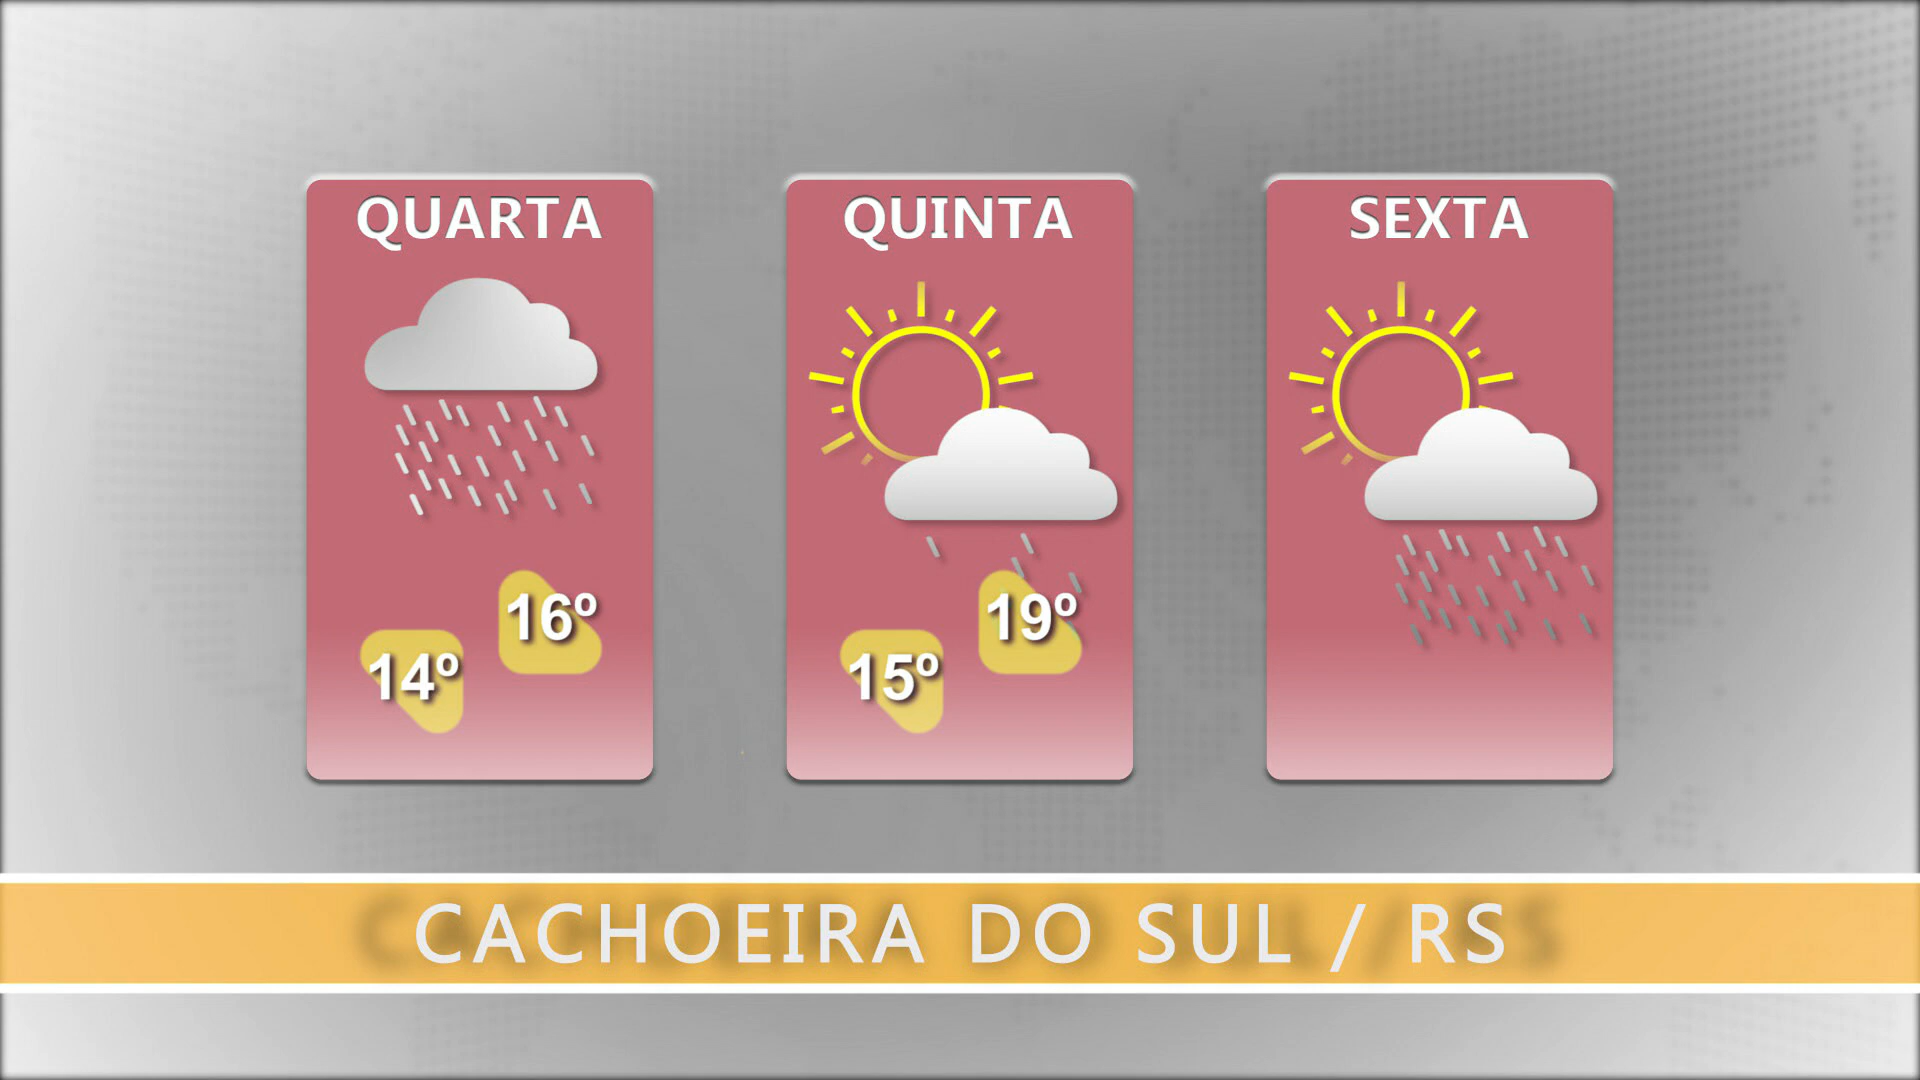 QUARTA
16º
14º
QUINTA
19º
15º
SEXTA
CACHOEIRA DO SUL / RS